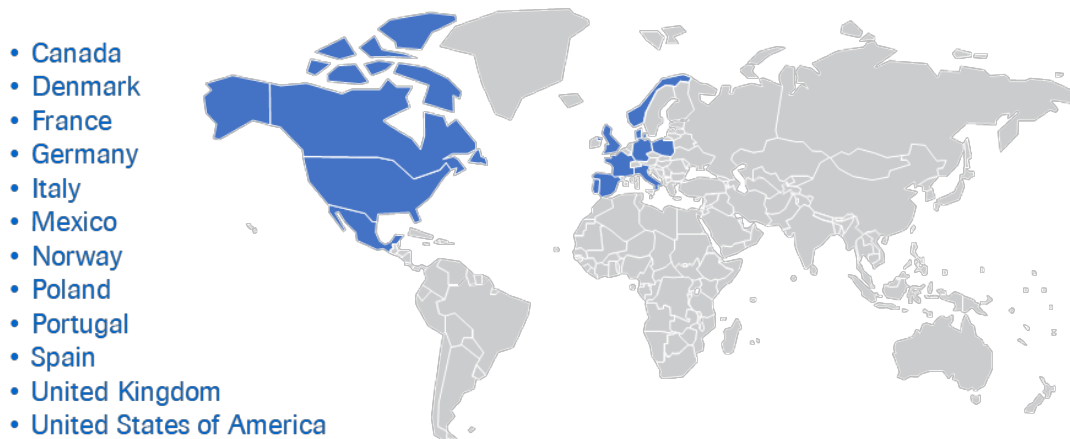 • Canada
• Denmark
• France
• Germany
• Italy
• Mexico
• Norway
• Poland
• Portugal
• Spain
• United Kingdom
• United States of America